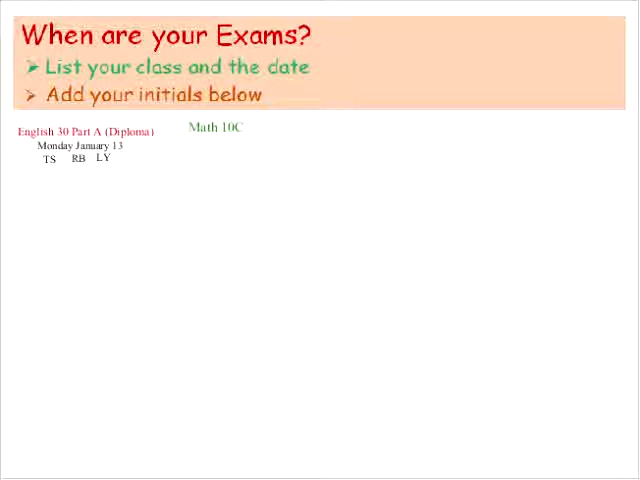 When are your Exams?
➢ List your class and the date
➢ Add your initials below
English 30 Part A (Diploma)
Math 10C
Monday January 13
TS RB LY